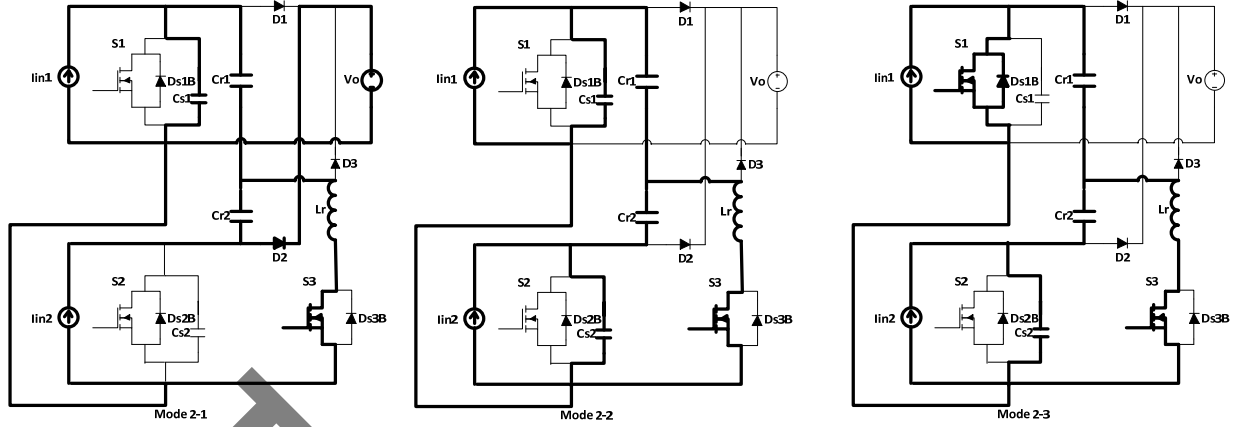 D1
S1
Iin1
Ds1B
Cs1
Cr1
Vo
D3
Cr2
Lr
D2
S2
S3
Iin2
Ds2B
Cs2
Ds3B
Mode 2-1
D1
S1
Iin1
Ds1B
Cs1
Cr1
Vo
D3
Cr2
Lr
D2
S2
S3
Iin2
Ds2B
Cs2
Ds3B
Mode 2-2
D1
S1
Iin1
Ds1B
Cs1
Cr1
Vo
D3
Cr2
Lr
D2
S2
S3
Iin2
Ds2B
Cs2
Ds3B
Mode 2-3